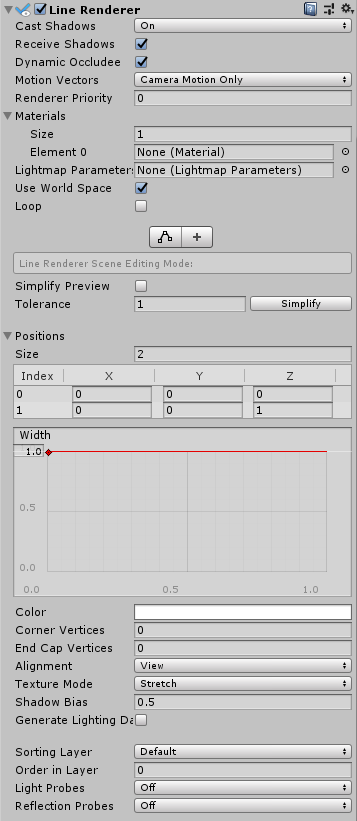 Line Renderer
Cast Shadows On
Receive Shadows
Dynamic Occludee
Motion Vectors Camera Motion Only
Renderer Priority 0
Materials
Size 1
Element 0 None (Material)
Lightmap Parameter None (Lightmap Parameters)
Use World Space
Loop
Line Renderer Scene Editing Mode:
Simplify Preview
Tolerance 1 Simplify
Positions
Size 2
Index X Y Z
0 0 0 0
1 0 0 1
Width
1.0
0.5
0.0
0.0 0.5 1.0
Color
Corner Vertices 0
End Cap Vertices 0
Alignment View
Texture Mode Stretch
Shadow Bias 0.5
Generate Lighting Da
Sorting Layer Default
Order in Layer 0
Light Probes Off
Reflection Probes Off